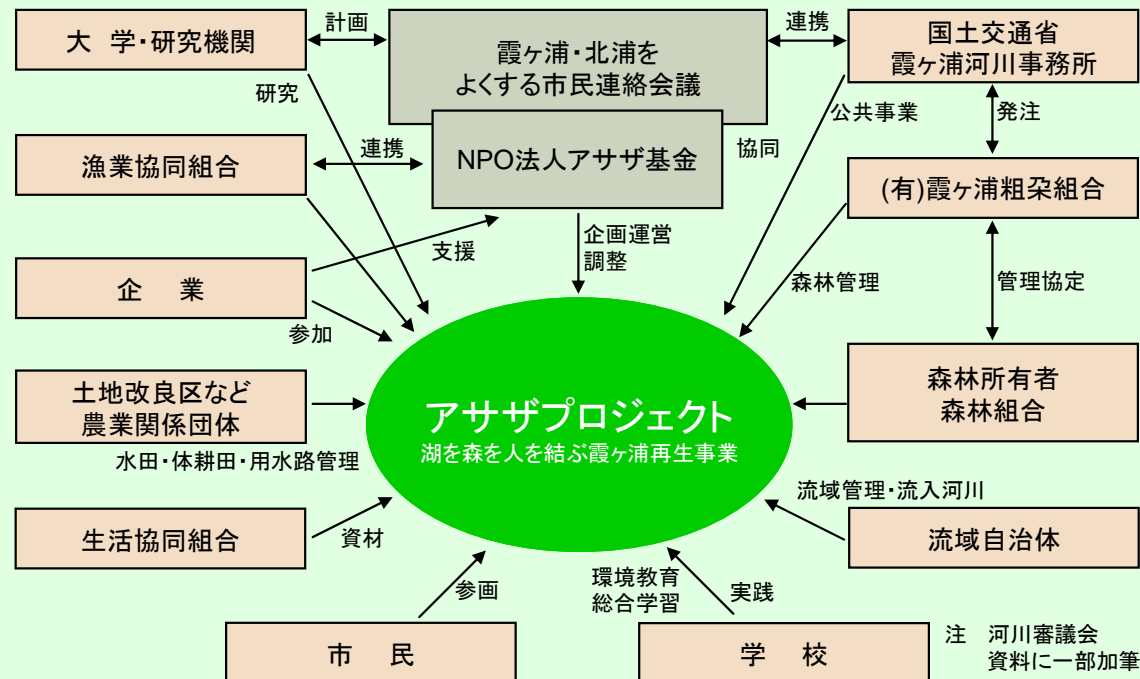 大 学・研究機関
計画
霞ヶ浦・北浦を
よくする市民連絡会議
連携
国土交通省
霞ヶ浦河川事務所
研究
公共事業
発注
漁業協同組合
連携
NPO法人アサザ基金
協同
(有)霞ヶ浦粗朶組合
企 業
支援
企画運営
調整
森林管理
管理協定
参加
土地改良区など
農業関係団体
水田・体耕田・用水路管理
アサザプロジェクト
湖を森を人を結ぶ霞ヶ浦再生事業
森林所有者
森林組合
流域管理・流入河川
生活協同組合
資材
流域自治体
参画
環境教育
総合学習
実践
市 民
学 校
注 河川審議会
資料に一部加筆